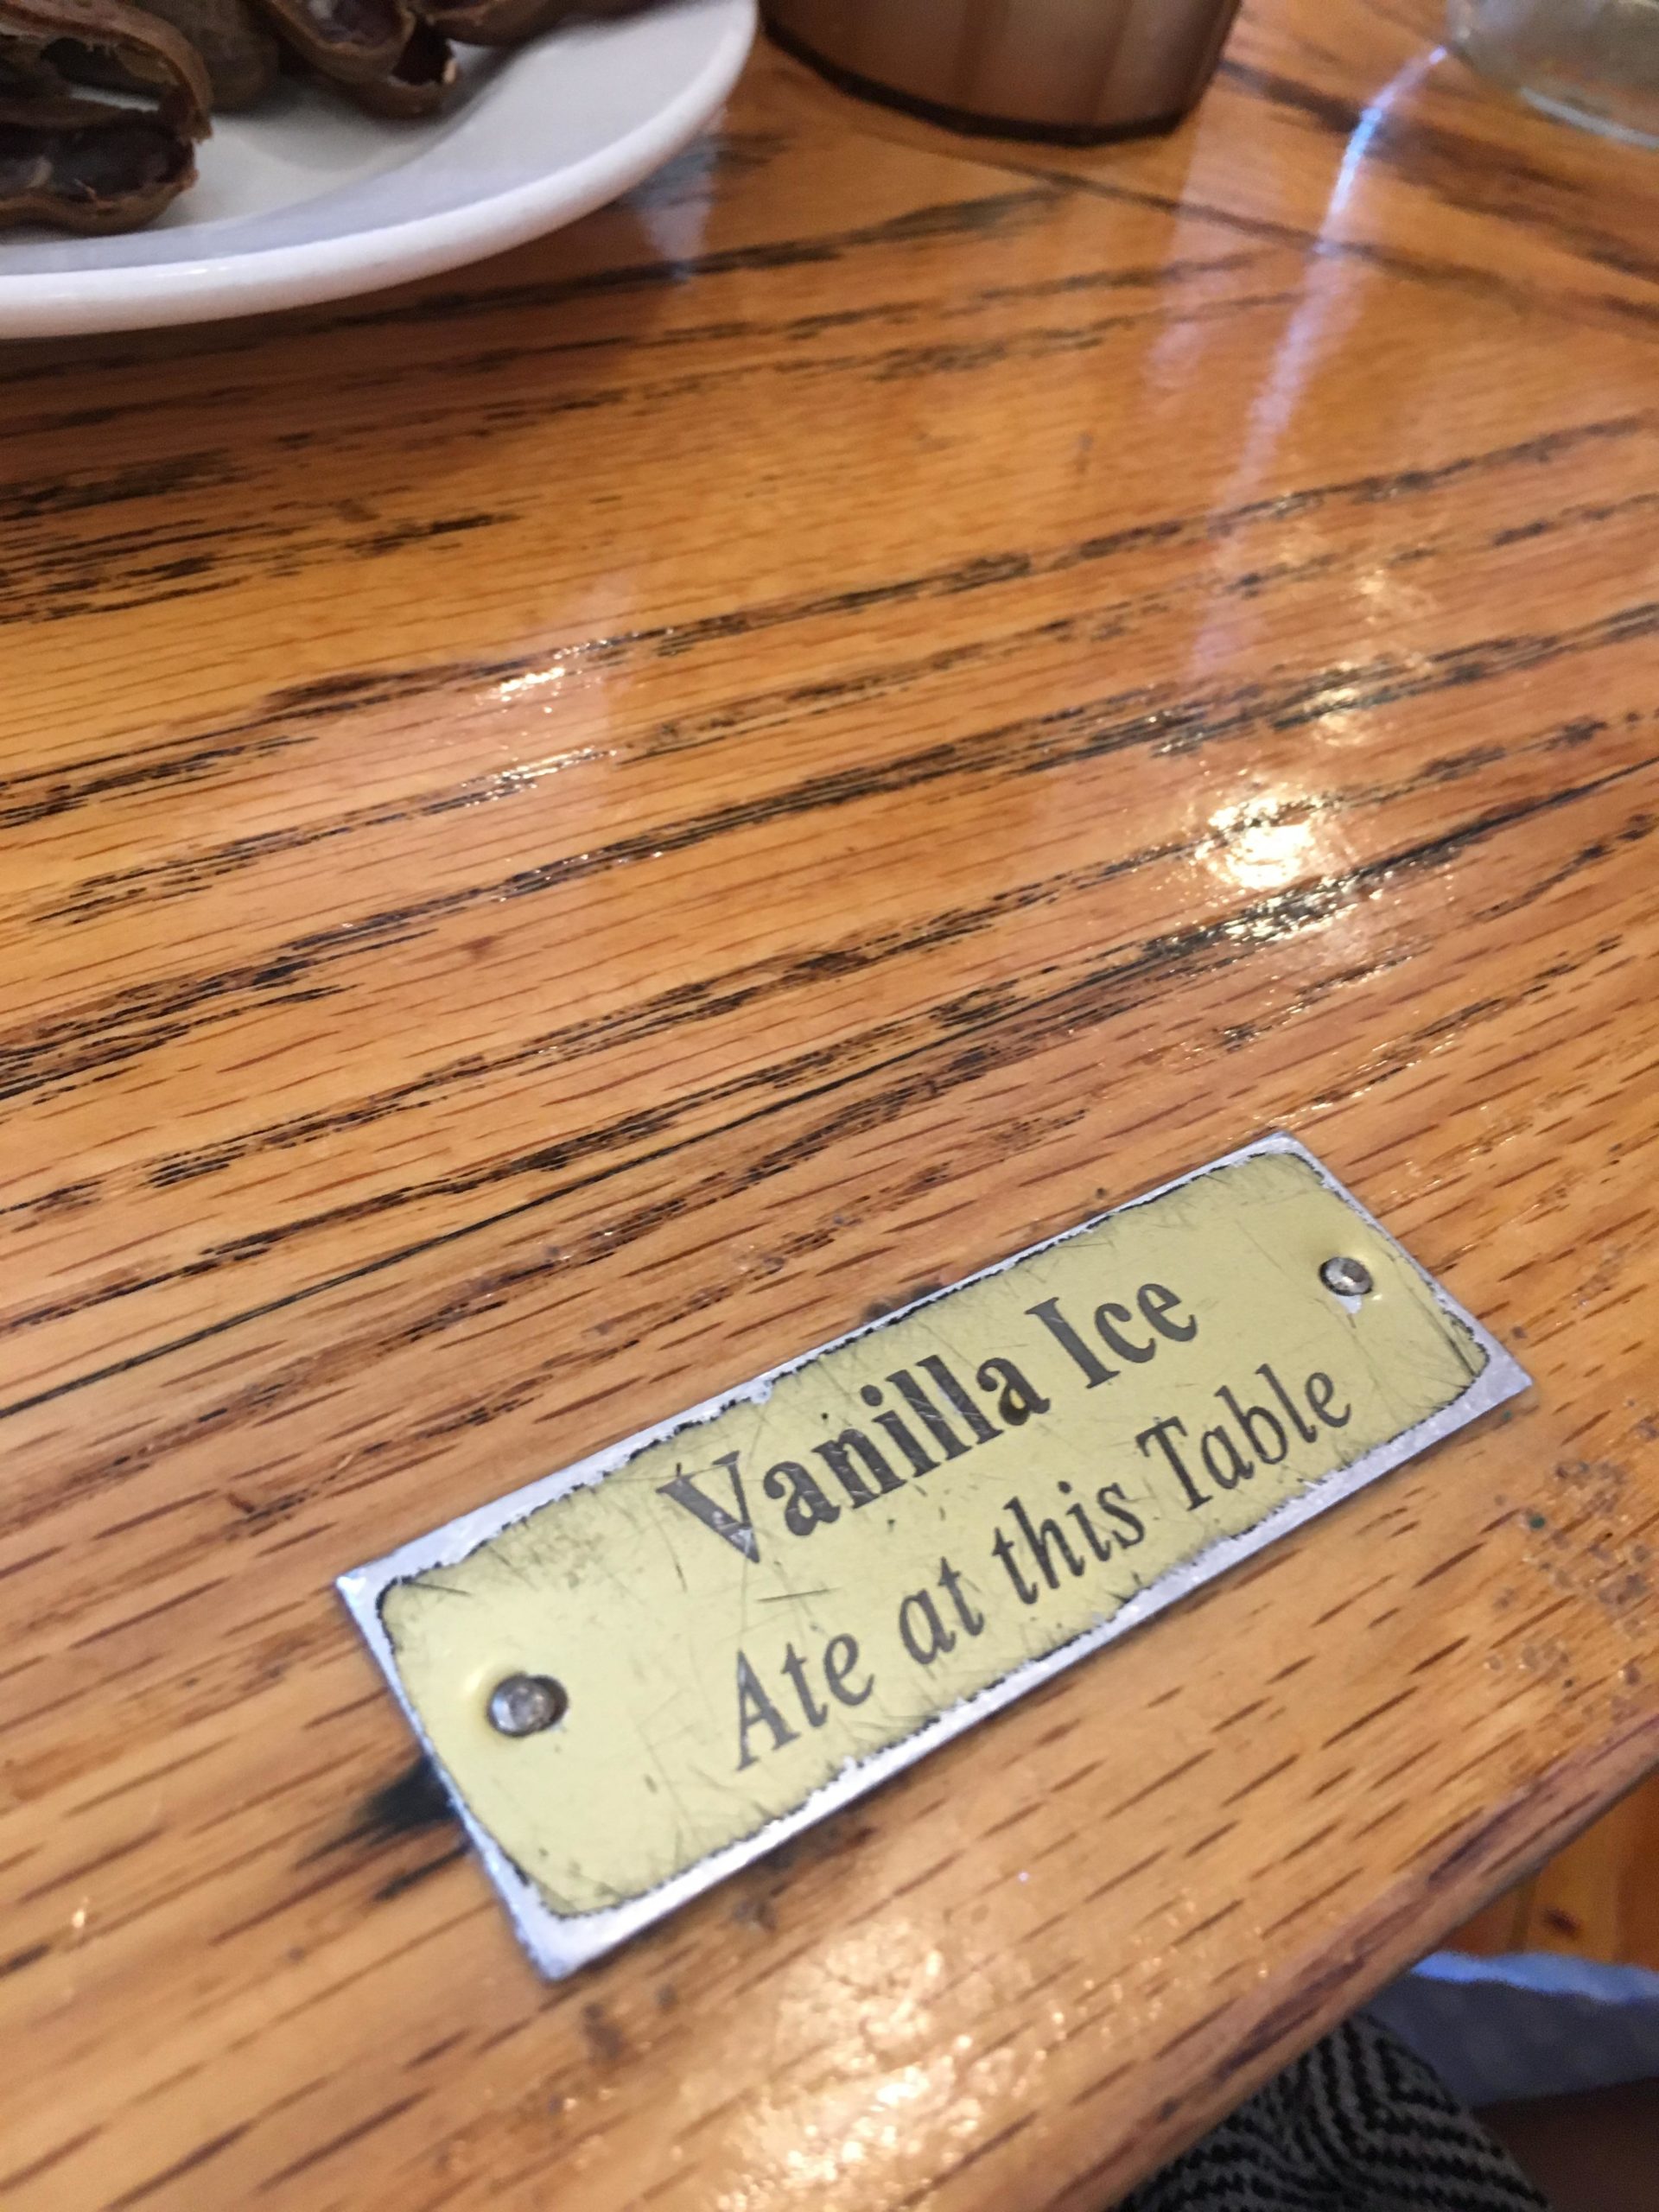 Vanilla Ice
Ate at this Table